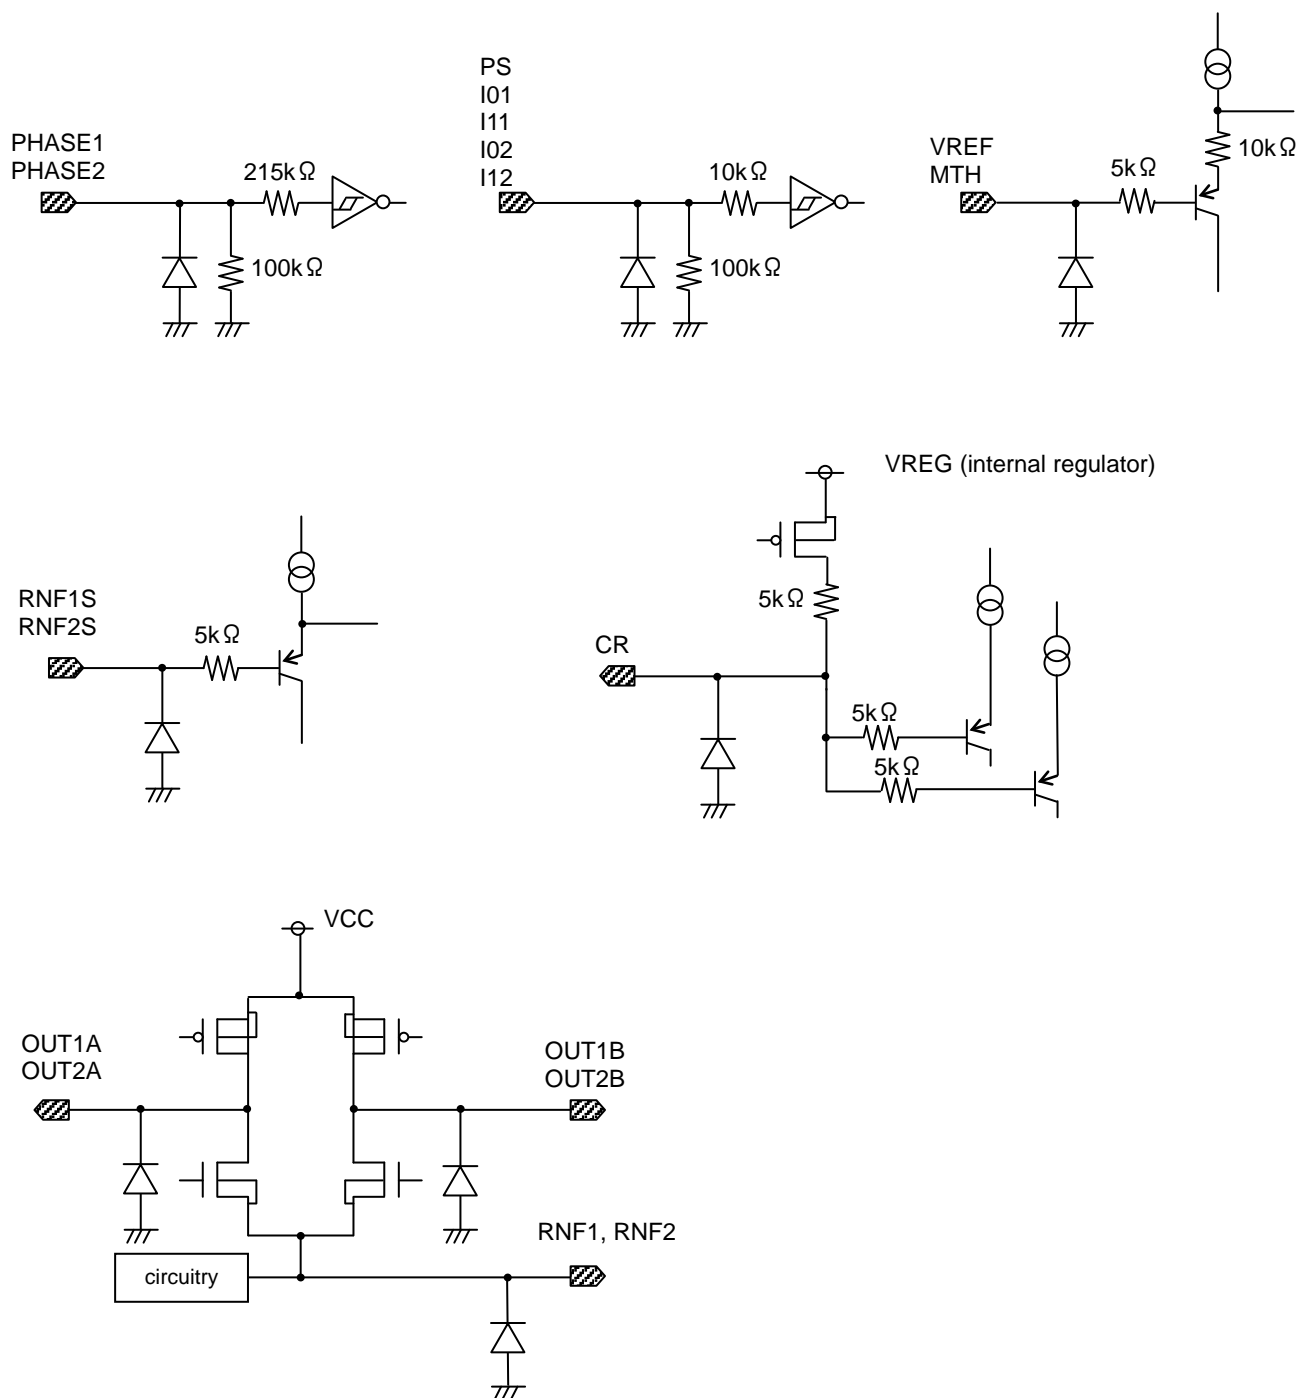 PHASE1
PHASE2
215kΩ
100kΩ
PS
I01
I11
I02
I12
10kΩ
100kΩ
VREF
MTH
5kΩ
10kΩ
RNF1S
RNF2S
5kΩ
VREG (internal regulator)
5kΩ
CR
5kΩ
5kΩ
VCC
OUT1A
OUT2A
OUT1B
OUT2B
RNF1, RNF2
circuitry